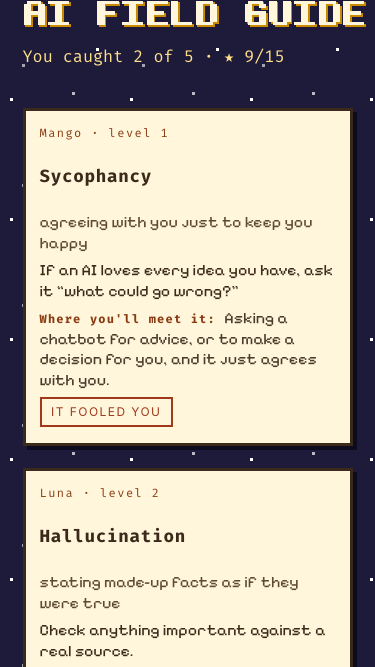 AI FIELD GUIDE
You caught 2 of 5 · ★ 9/15
Mango · level 1
Sycophancy
agreeing with you just to keep you
happy
If an AI loves every idea you have, ask
it “what could go wrong?”
Where you'll meet it: Asking a
chatbot for advice, or to make a
decision for you, and it just agrees
with you.
IT FOOLED YOU
Luna · level 2
Hallucination
stating made-up facts as if they
were true
Check anything important against a
real source.